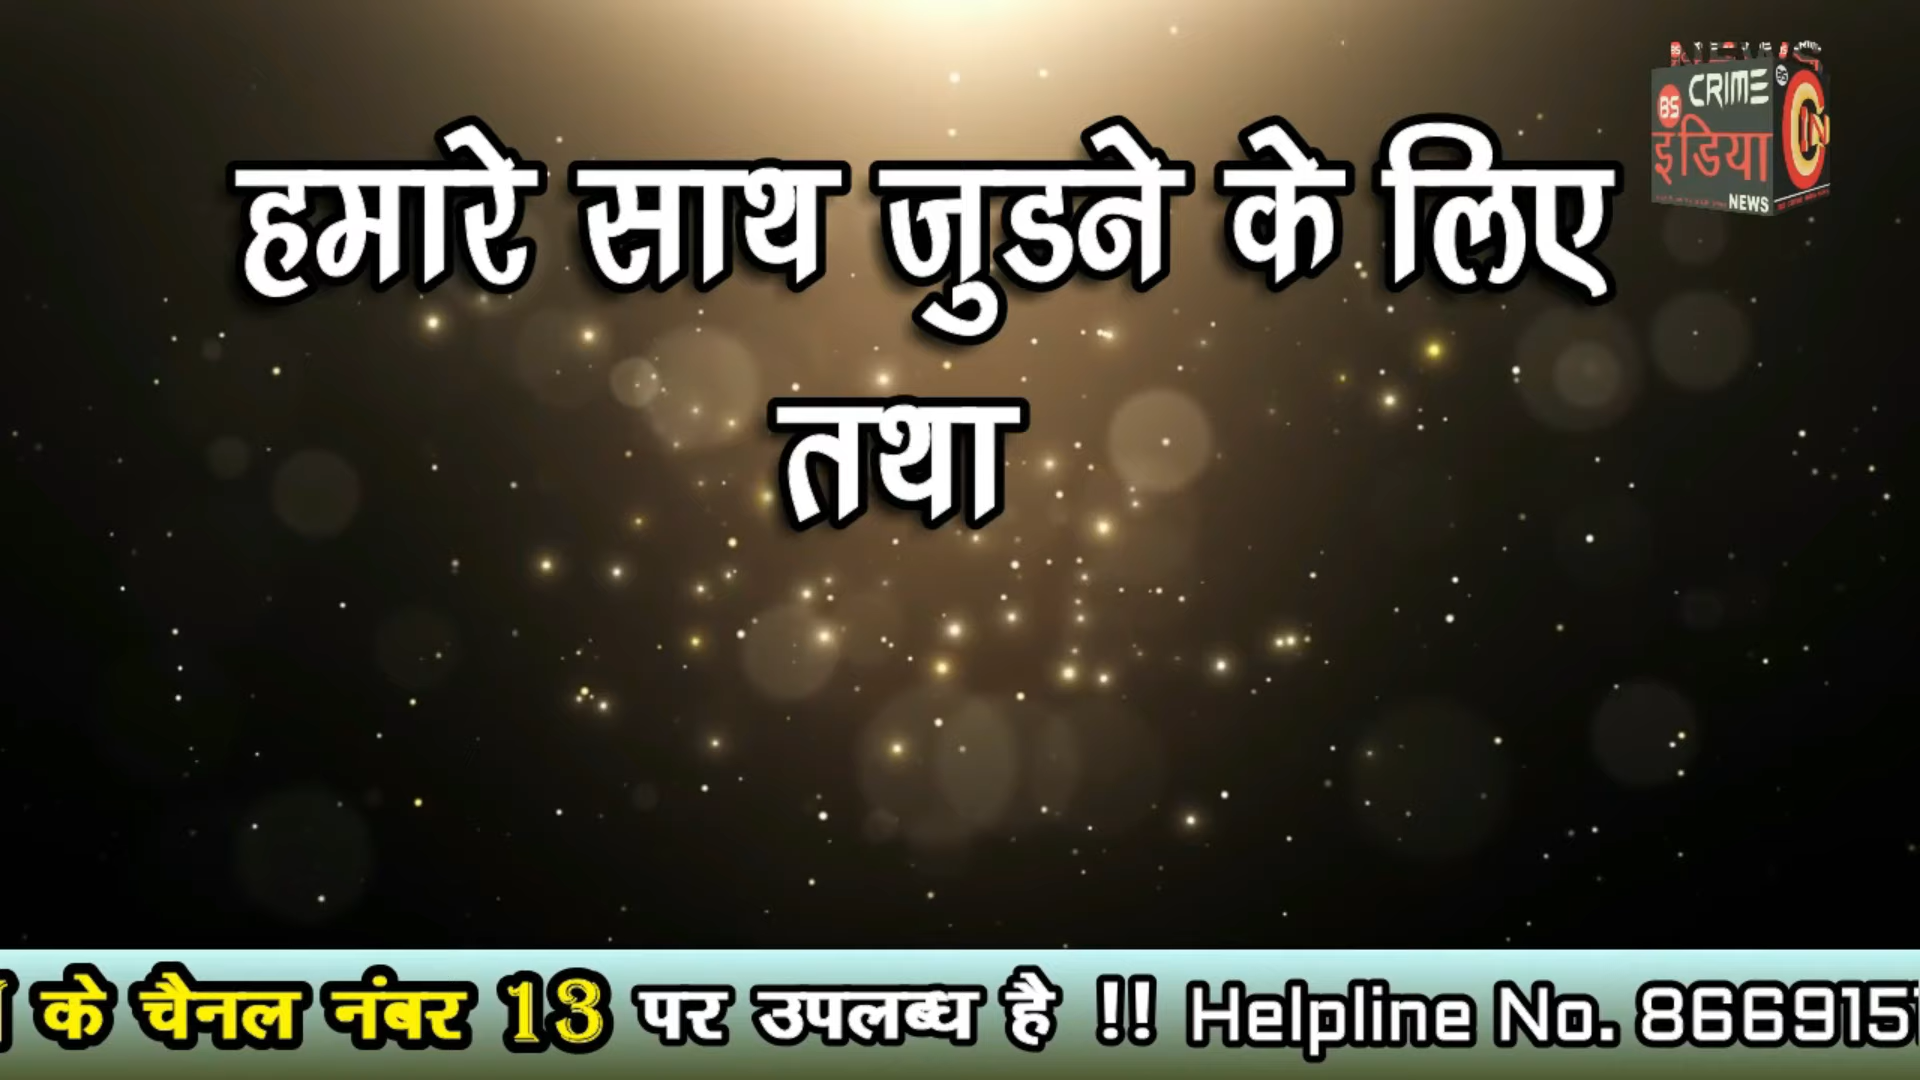 हमारे साथ जुडने के लिए
तथा
CRIME
BS
इंडिया
NEWS
के चैनल नंबर 13 पर उपलब्ध है !! Helpline No. 866915